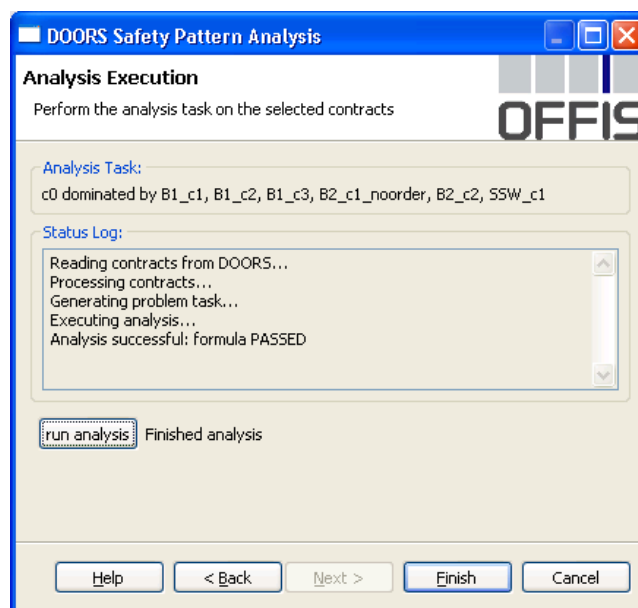 DOORS Safety Pattern Analysis
Analysis Execution
Perform the analysis task on the selected contracts
OFFIS
Analysis Task:
c0 dominated by B1_c1, B1_c2, B1_c3, B2_c1_noorder, B2_c2, SSW_c1
Status Log:
Reading contracts from DOORS...
Processing contracts...
Generating problem task...
Executing analysis...
Analysis successful: formula PASSED
run analysis Finished analysis
Help < Back Next > Finish Cancel